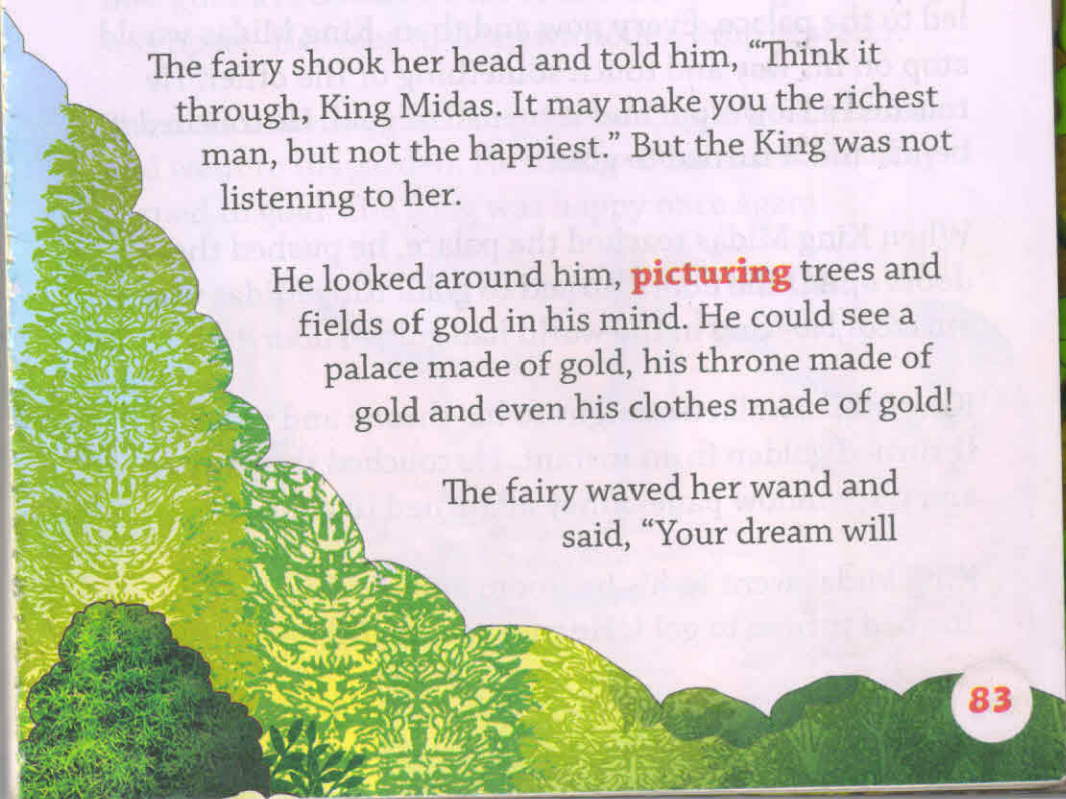 The fairy shook her head and told him, “Think it
through, King Midas. It may make you the richest
man, but not the happiest.” But the King was not
listening to her.
He looked around him, picturing trees and
fields of gold in his mind. He could see a
palace made of gold, his throne made of
gold and even his clothes made of gold!
The fairy waved her wand and
said, “Your dream will
83